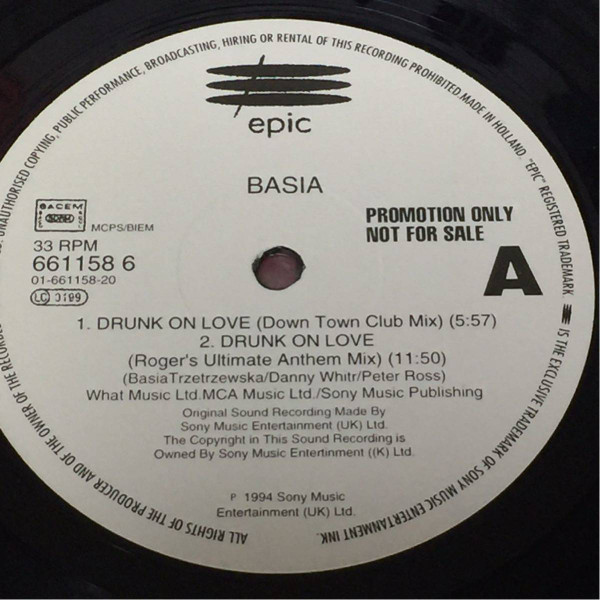 UNAUTHORISED COPYING, PUBLIC PERFORMANCE, BROADCASTING, HIRING OR RENTAL OF THIS RECORDING PROHIBITED MADE IN HOLLAND. "EPIC" REGISTERED TRADEMARK.
IS THE EXCLUSIVE TRADEMARK OF SONY MUSIC ENTERTAINMENT INK.
ALL RIGHTS OF THE PRODUCER AND OF THE OWNER OF THE RECORDED
epic
BASIA
SACEM
SDRM
MCPS/BIEM
PROMOTION ONLY
NOT FOR SALE
A
33 RPM
661158 6
01-661158-20
LC 3199
1. DRUNK ON LOVE (Down Town Club Mix) (5:57)
2. DRUNK ON LOVE
(Roger's Ultimate Anthem Mix) (11:50)
(BasiaTrzetrzewska/Danny Whitr/Peter Ross)
What Music Ltd.MCA Music Ltd./Sony Music Publishing
Original Sound Recording Made By
Sony Music Entertainment (UK) Ltd.
The Copyright in This Sound Recording is
Owned By Sony Music Entertinment ((K) Ltd.
P 1994 Sony Music
Entertainment (UK) Ltd.